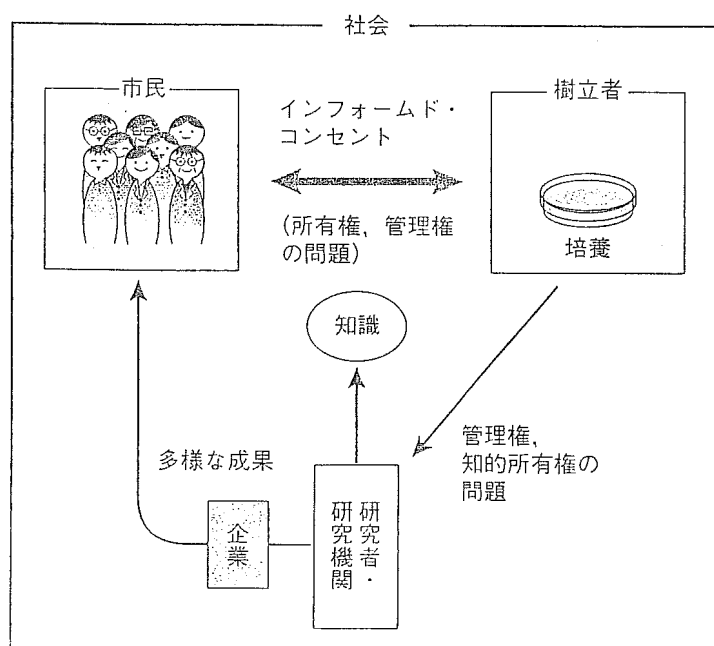 社会
市民
インフォームド・
コンセント
(所有権，管理権
の問題)
樹立者
培養
知識
管理権，
知的所有権の
問題
多様な成果
企業
研究者・
研究機関